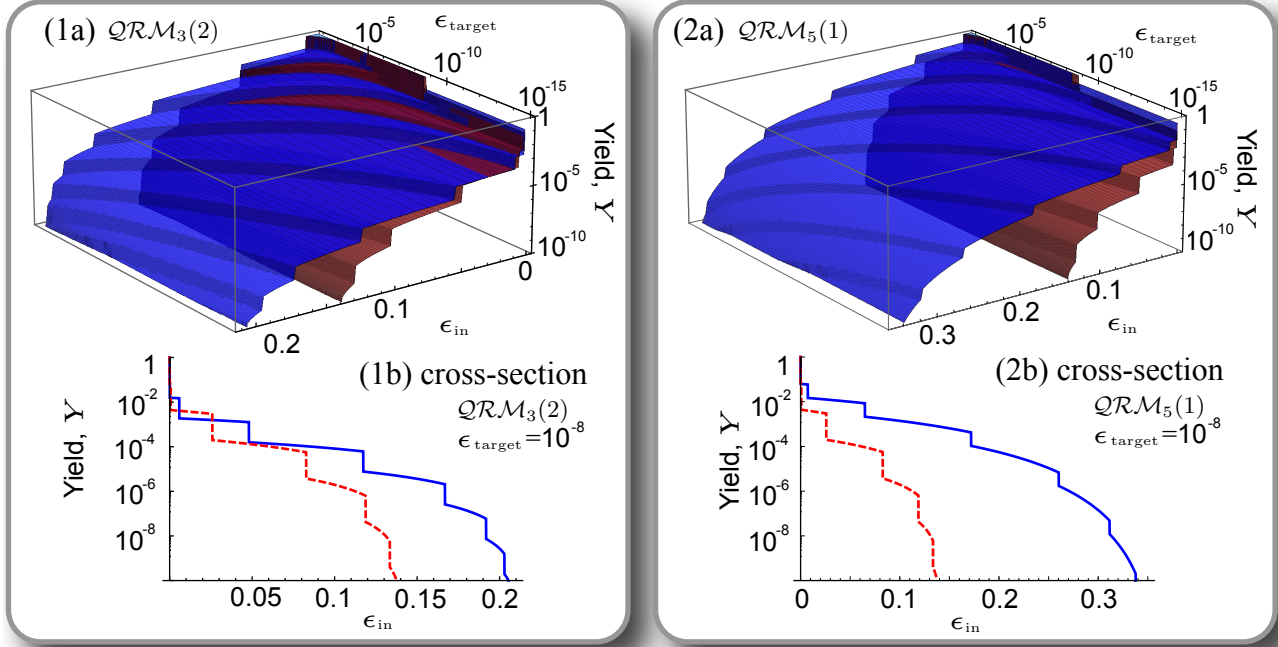 (1a) 𝒬ℛℳ₃(2)
ϵtarget
10⁻⁵
10⁻¹⁰
10⁻¹⁵
1
10⁻⁵
10⁻¹⁰
Yield, Y
0
0.1
0.2
ϵin
(1b) cross-section
𝒬ℛℳ₃(2)
ϵtarget=10⁻⁸
1
10⁻²
10⁻⁴
10⁻⁶
10⁻⁸
Yield, Y
0.05
0.1
0.15
0.2
ϵin
(2a) 𝒬ℛℳ₅(1)
ϵtarget
10⁻⁵
10⁻¹⁰
10⁻¹⁵
1
10⁻⁵
10⁻¹⁰
Yield, Y
0.1
0.2
0.3
ϵin
(2b) cross-section
𝒬ℛℳ₅(1)
ϵtarget=10⁻⁸
1
10⁻²
10⁻⁴
10⁻⁶
10⁻⁸
Yield, Y
0
0.1
0.2
0.3
ϵin